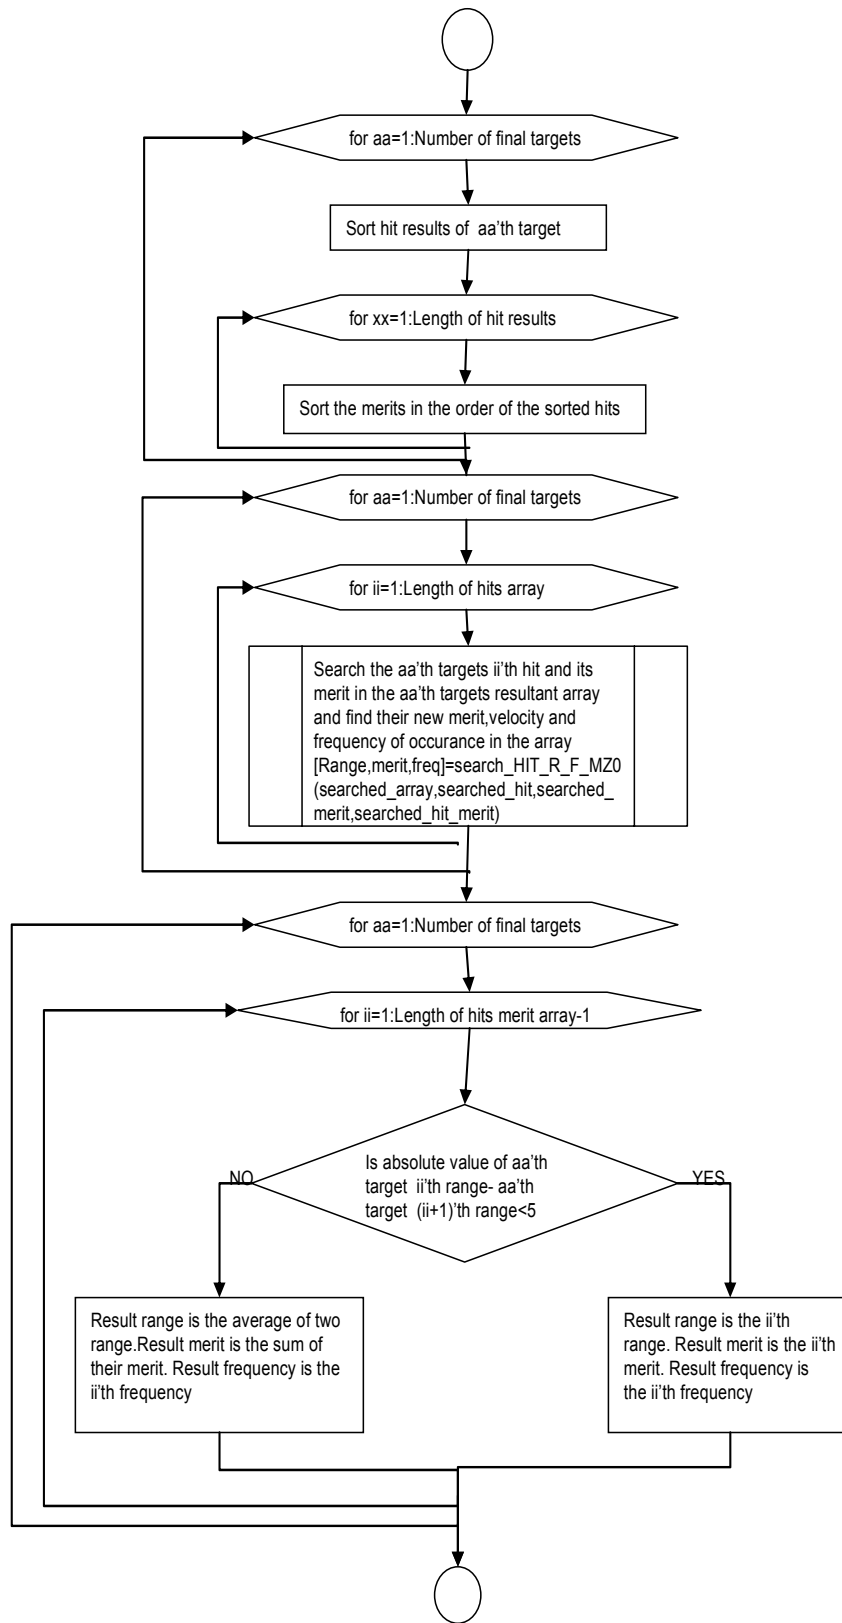 for aa=1:Number of final targets
Sort hit results of aa'th target
for xx=1:Length of hit results
Sort the merits in the order of the sorted hits
for aa=1:Number of final targets
for ii=1:Length of hits array
Search the aa'th targets ii'th hit and its
merit in the aa'th targets resultant array
and find their new merit,velocity and
frequency of occurance in the array
[Range,merit,freq]=search_HIT_R_F_MZ0
(searched_array,searched_hit,searched_
merit,searched_hit_merit)
for aa=1:Number of final targets
for ii=1:Length of hits merit array-1
Is absolute value of aa'th
target ii'th range- aa'th
target (ii+1)'th range<5
NO
YES
Result range is the average of two
range.Result merit is the sum of
their merit. Result frequency is the
ii'th frequency
Result range is the ii'th
range. Result merit is the ii'th
merit. Result frequency is
the ii'th frequency